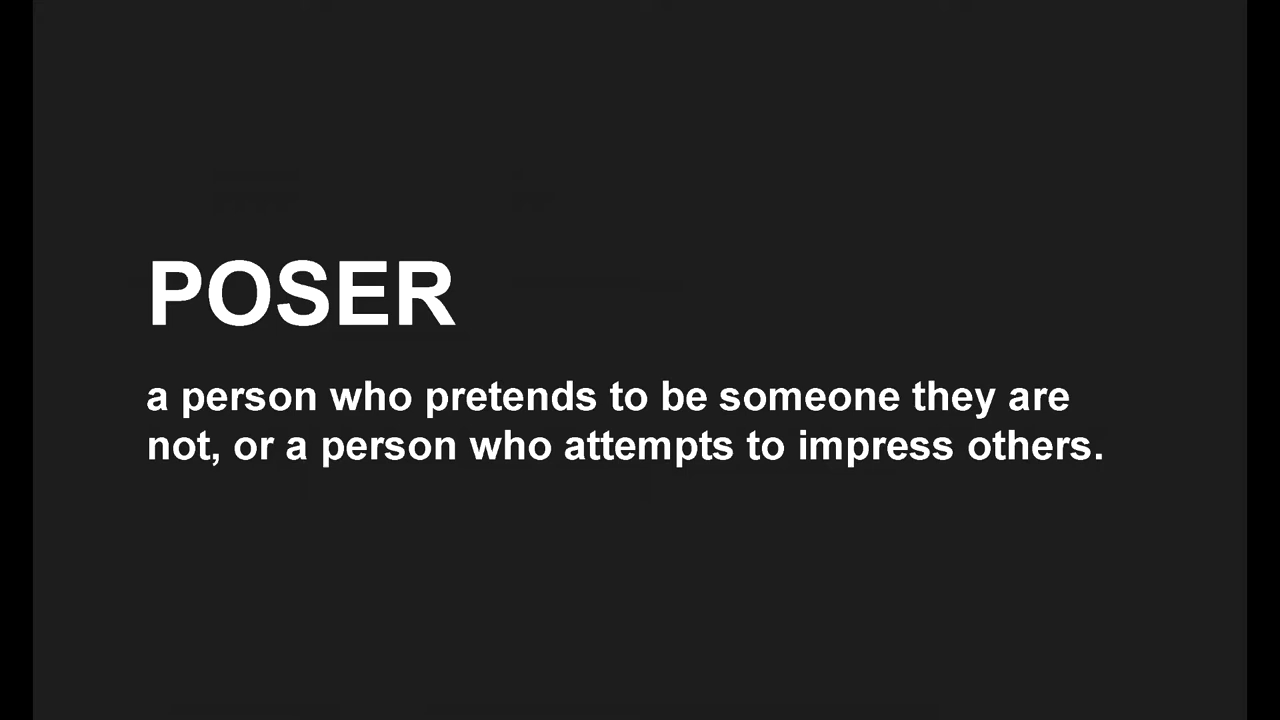 POSER
a person who pretends to be someone they are
not, or a person who attempts to impress others.